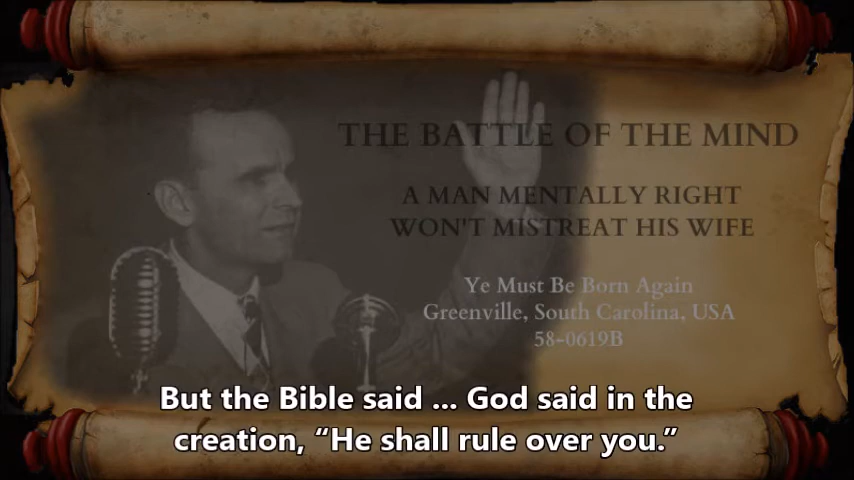 THE BATTLE OF THE MIND
A MAN MENTALLY RIGHT
WON'T MISTREAT HIS WIFE
Ye Must Be Born Again
Greenville, South Carolina, USA
58-0619B
But the Bible said ... God said in the
creation, “He shall rule over you.”